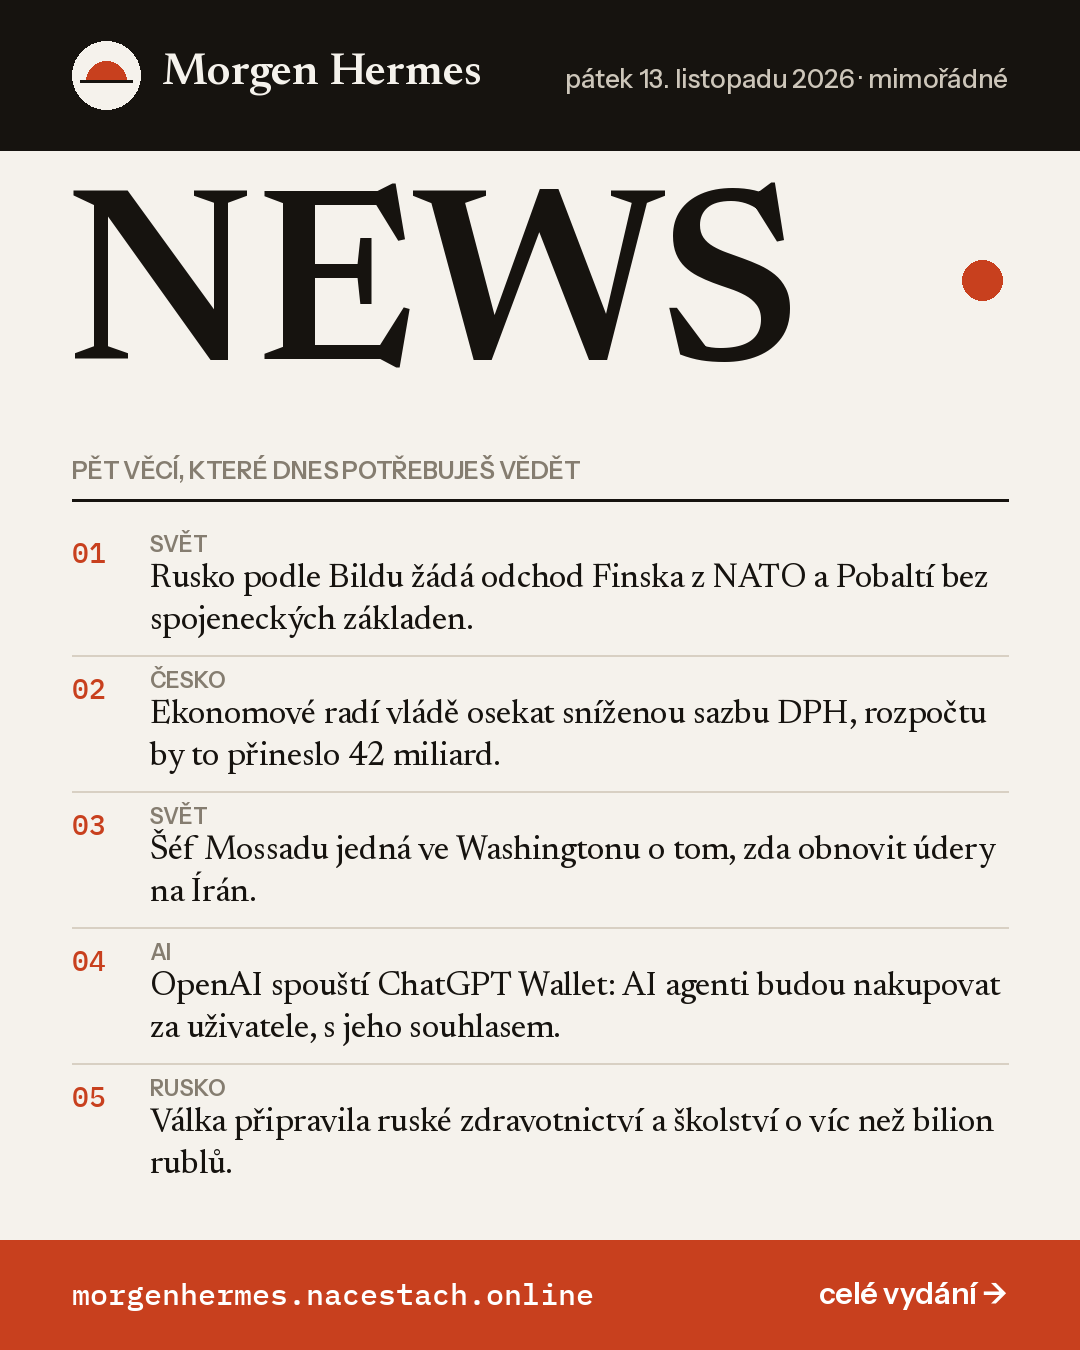 Morgen Hermes
pátek 13. listopadu 2026 · mimořádné
NEWS
PĚT VĚCÍ, KTERÉ DNES POTŘEBUJEŠ VĚDĚT
01
SVĚT
Rusko podle Bildu žádá odchod Finska z NATO a Pobaltí bez
spojeneckých základen.
02
ČESKO
Ekonomové radí vládě osekat sníženou sazbu DPH, rozpočtu
by to přineslo 42 miliard.
03
SVĚT
Šéf Mossadu jedná ve Washingtonu o tom, zda obnovit údery
na Írán.
04
AI
OpenAI spouští ChatGPT Wallet: AI agenti budou nakupovat
za uživatele, s jeho souhlasem.
05
RUSKO
Válka připravila ruské zdravotnictví a školství o víc než bilion
rublů.
morgenhermes.nacestach.online
celé vydání →